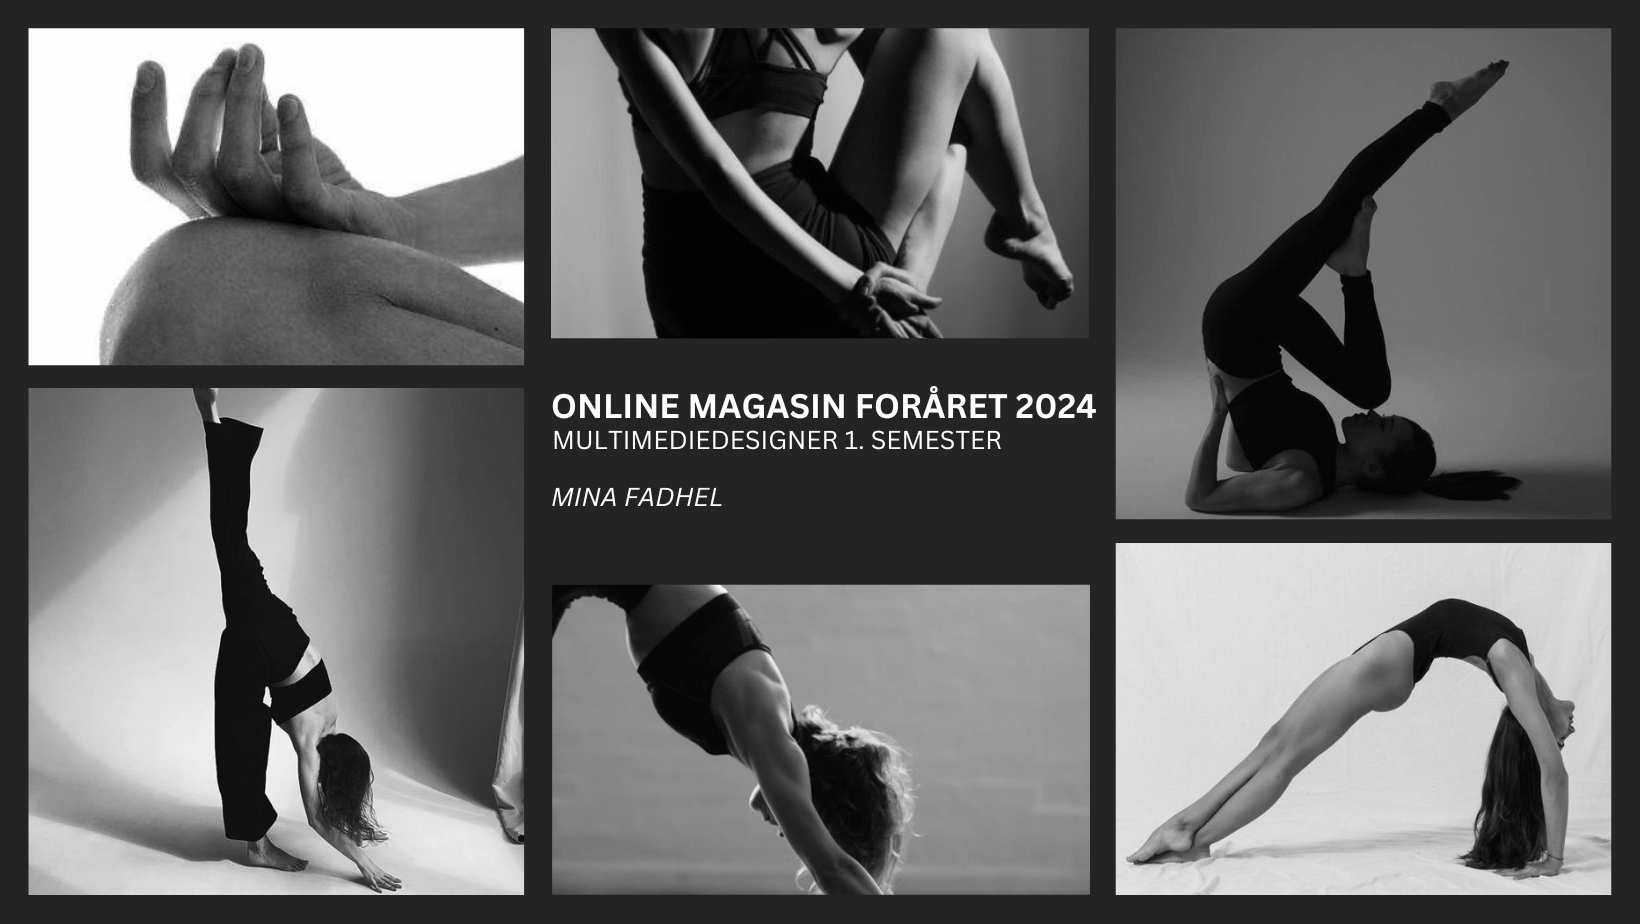 ONLINE MAGASIN FORÅRET 2024
MULTIMEDIEDESIGNER 1. SEMESTER
MINA FADHEL